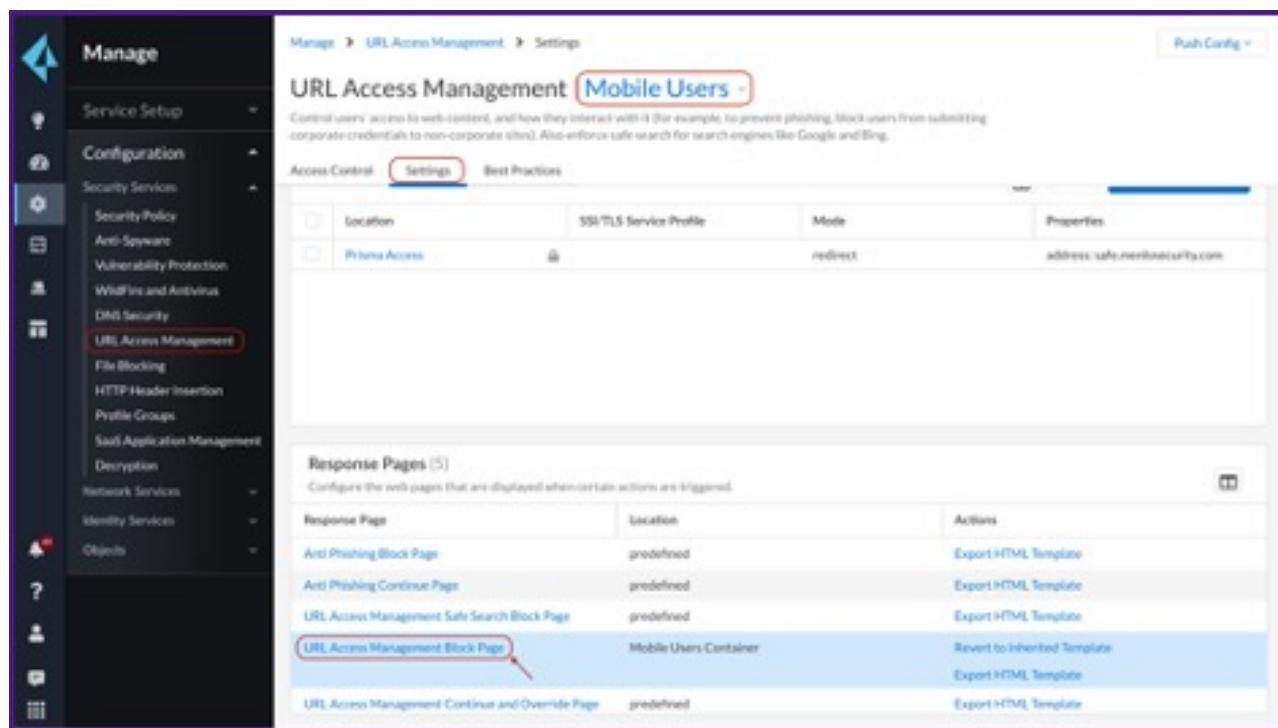 Manage
Service Setup
Configuration
Security Services
Security Policy
Anti-Spyware
Vulnerability Protection
WildFire and Antivirus
DNS Security
URL Access Management
File Blocking
HTTP Header Insertion
Profile Groups
SaaS Application Management
Decryption
Network Services
Identity Services
Objects
Manage > URL Access Management > Settings
Push Config
URL Access Management Mobile Users
Control users' access to web content, and how they interact with it (for example, to prevent phishing, block users from submitting
corporate credentials to non-corporate sites). Also enforce safe search for search engines like Google and Bing.
Access Control Settings Best Practices
Location SSl/TLS Service Profile Mode Properties
Prisma Access redirect address:
Response Pages (5)
Configure the web pages that are displayed when certain actions are triggered.
Response Page Location Actions
Anti Phishing Block Page predefined Export HTML Template
Anti Phishing Continue Page predefined Export HTML Template
URL Access Management Safe Search Block Page predefined Export HTML Template
URL Access Management Block Page Mobile Users Container Revert to Inherited Template
Export HTML Template
URL Access Management Continue and Override Page predefined Export HTML Template